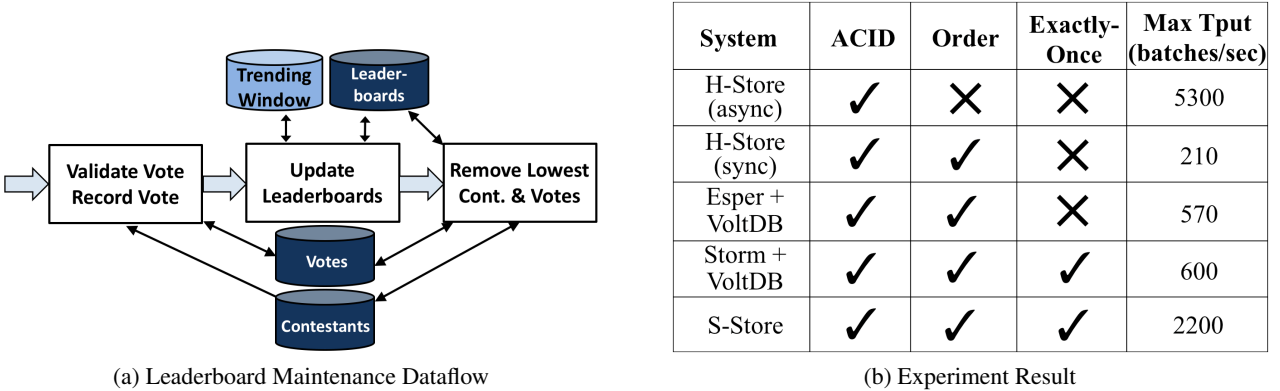 Trending
Window
Leader-
boards
Validate Vote
Record Vote
Update
Leaderboards
Remove Lowest
Cont. & Votes
Votes
Contestants
(a) Leaderboard Maintenance Dataflow
System ACID Order Exactly-Once Max Tput (batches/sec)
H-Store (async) ✓ ✕ ✕ 5300
H-Store (sync) ✓ ✓ ✕ 210
Esper + VoltDB ✓ ✓ ✕ 570
Storm + VoltDB ✓ ✓ ✓ 600
S-Store ✓ ✓ ✓ 2200
(b) Experiment Result